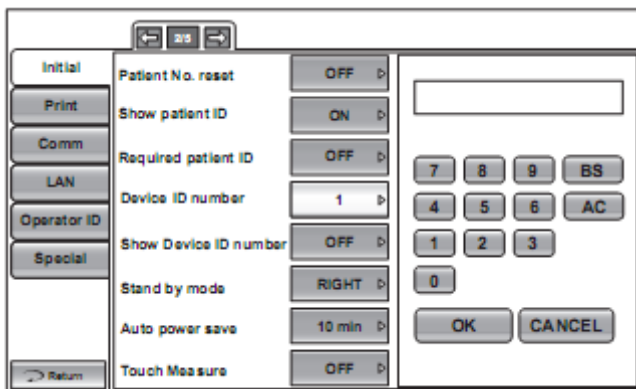 2/5
Initial
Print
Comm
LAN
Operator ID
Special
Return
Patient No. reset OFF
Show patient ID ON
Required patient ID OFF
Device ID number 1
Show Device ID number OFF
Stand by mode RIGHT
Auto power save 10 min
Touch Measure OFF
7 8 9 BS
4 5 6 AC
1 2 3
0
OK CANCEL